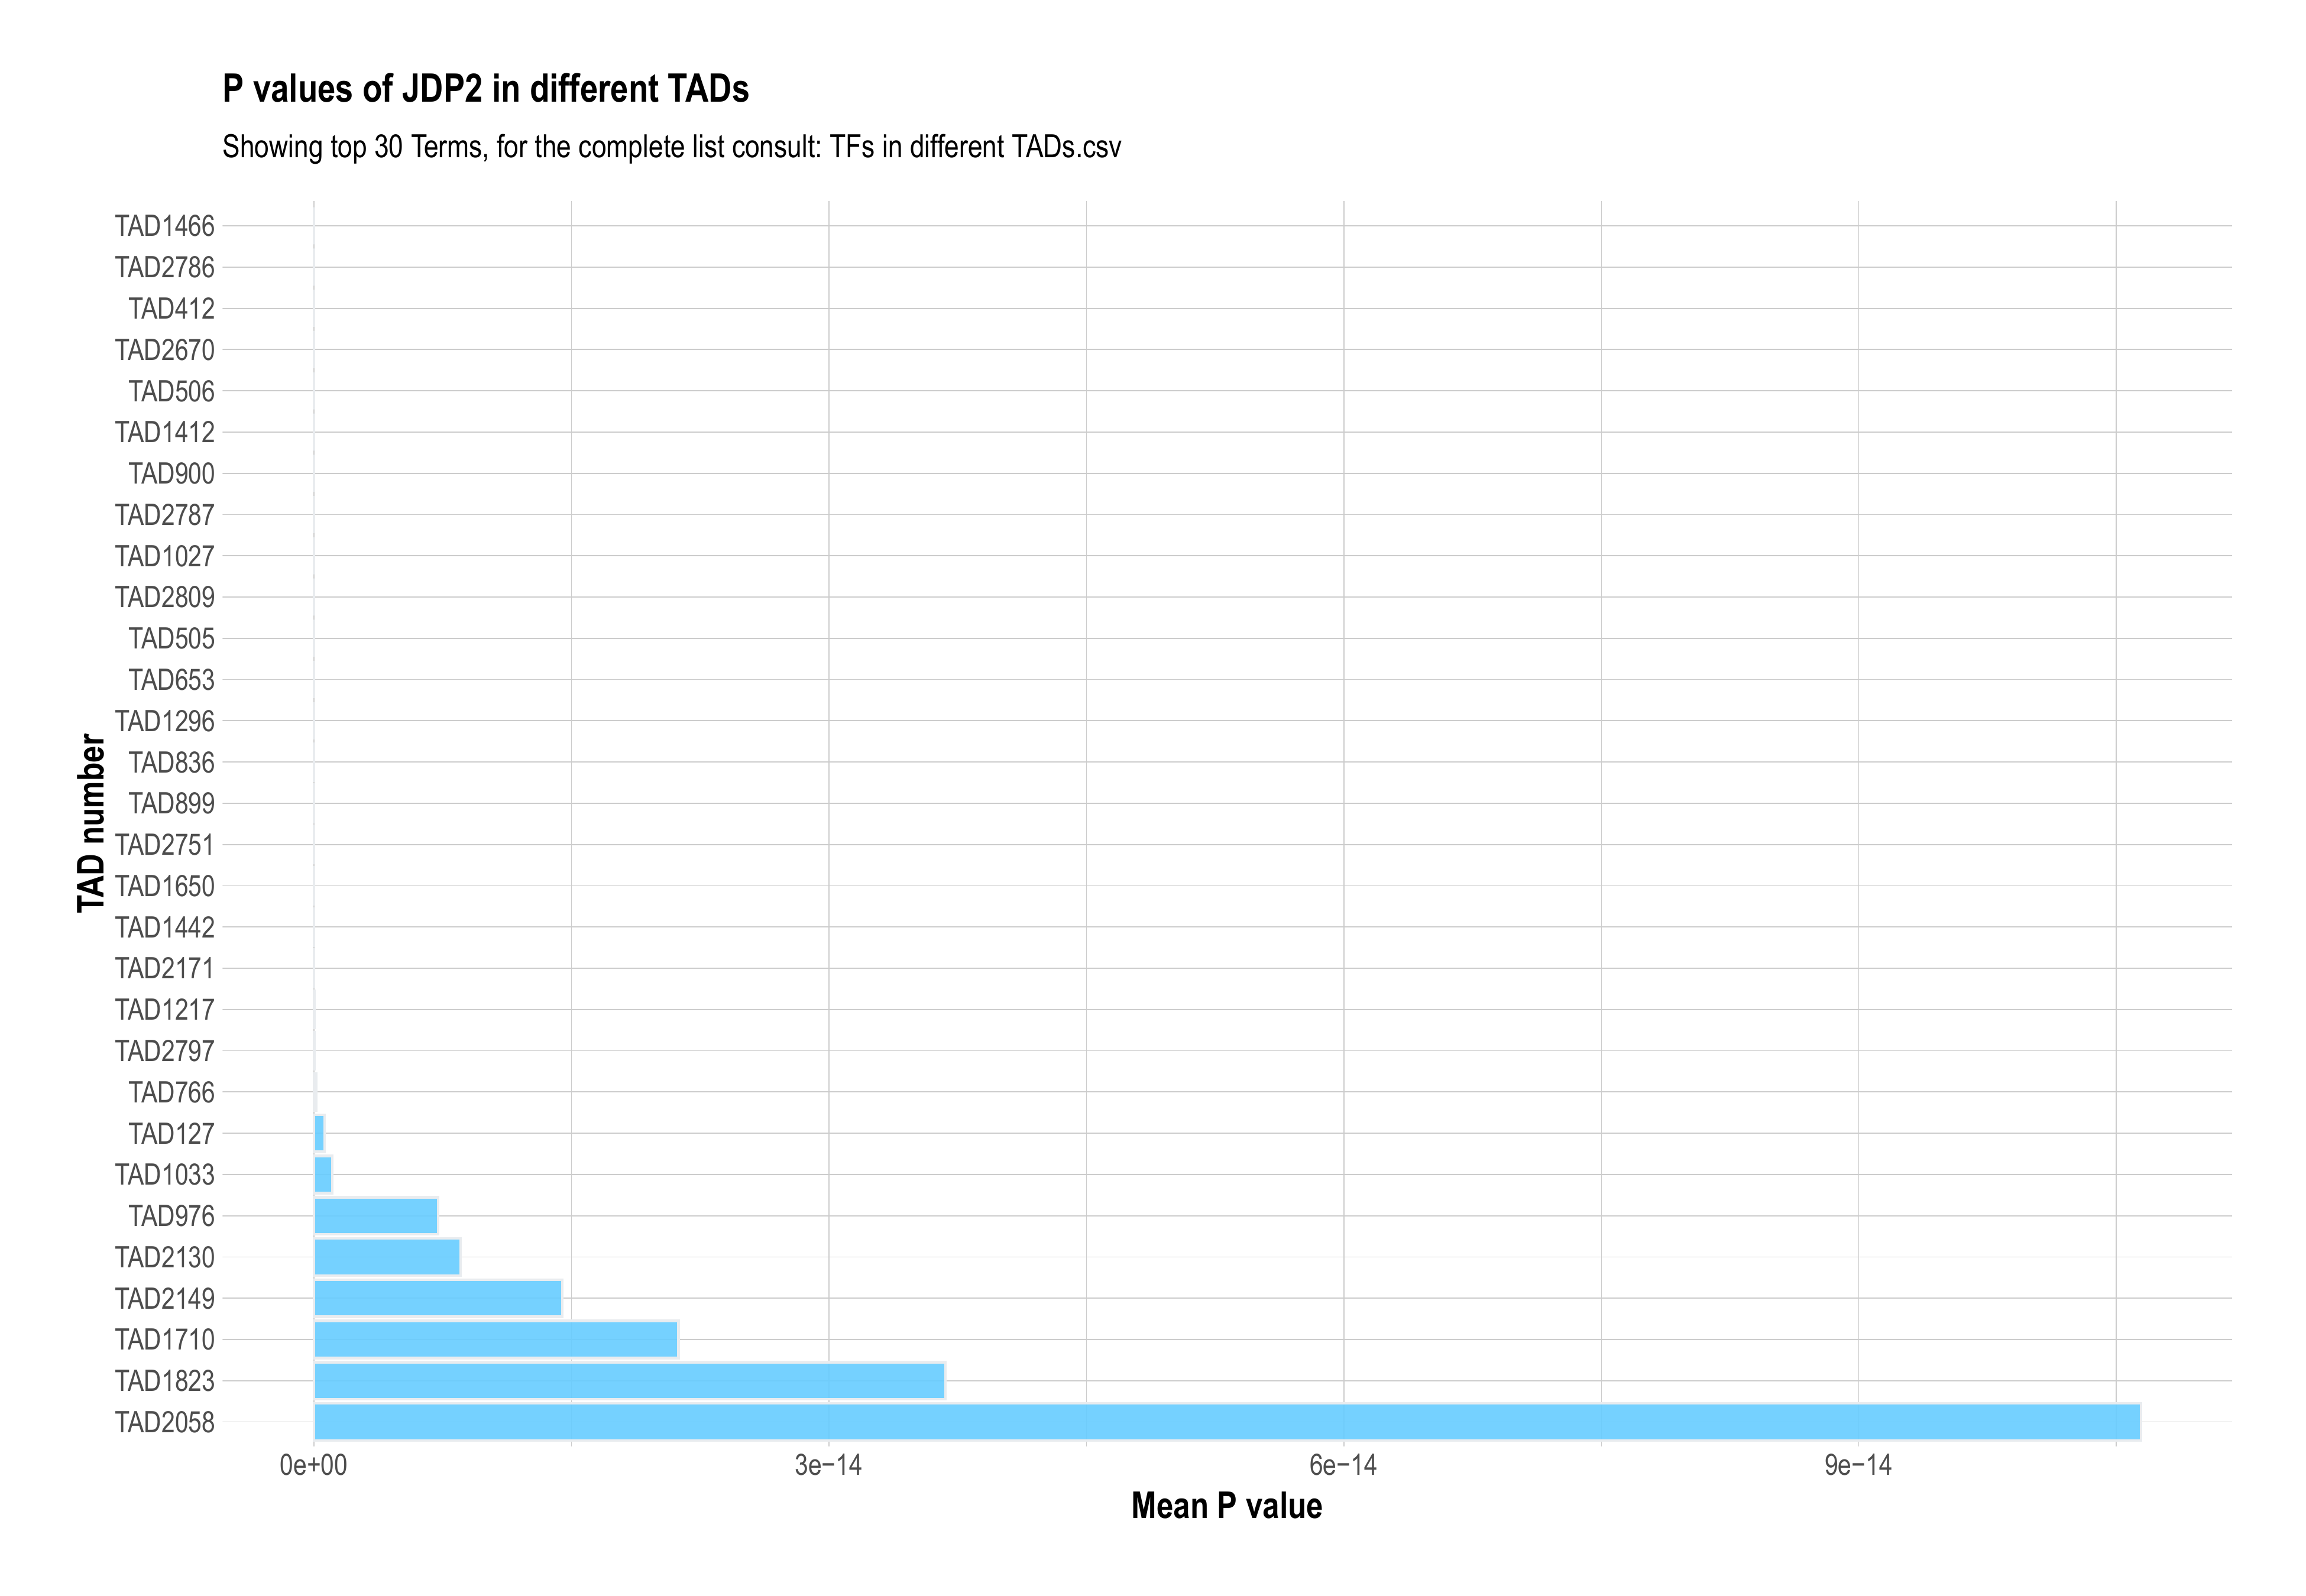 P values of JDP2 in different TADs
Showing top 30 Terms, for the complete list consult: TFs in different TADs.csv
TAD number
TAD1466
TAD2786
TAD412
TAD2670
TAD506
TAD1412
TAD900
TAD2787
TAD1027
TAD2809
TAD505
TAD653
TAD1296
TAD836
TAD899
TAD2751
TAD1650
TAD1442
TAD2171
TAD1217
TAD2797
TAD766
TAD127
TAD1033
TAD976
TAD2130
TAD2149
TAD1710
TAD1823
TAD2058
0e+00 3e−14 6e−14 9e−14
Mean P value